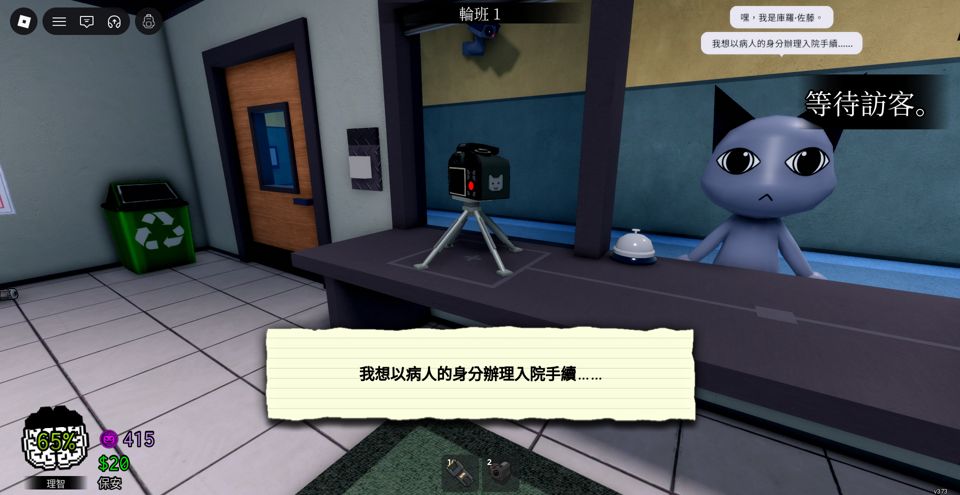 輪班 1
嘿，我是庫羅·佐藤。
我想以病人的身分辦理入院手續......
等待訪客。
我想以病人的身分辦理入院手續......
65%
415
$20
理智
保安
1
2
v373